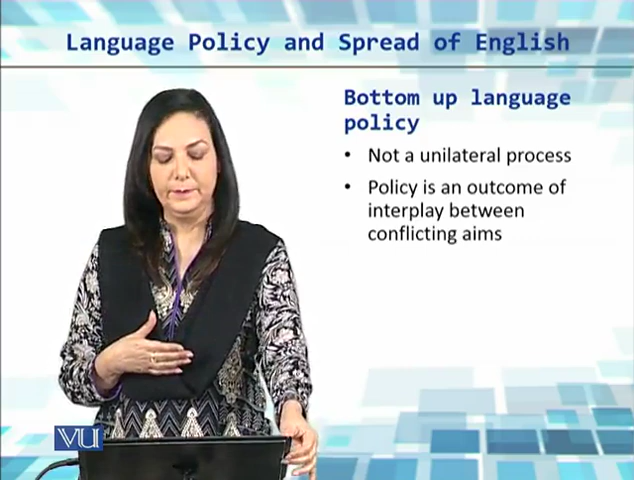 Language Policy and Spread of English
Bottom up language
policy
• Not a unilateral process
• Policy is an outcome of
interplay between
conflicting aims
VU